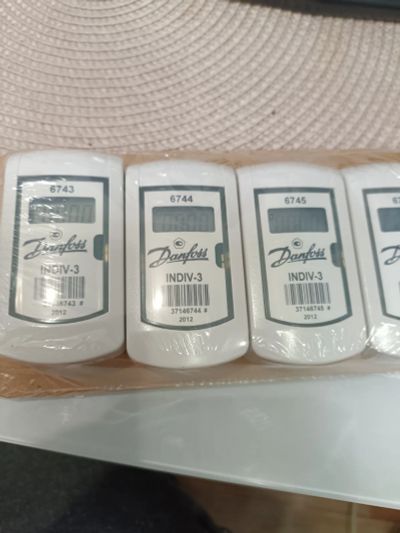 6743
Danfoss
INDIV-3
2012
6744
Danfoss
INDIV-3
37146744 #
2012
6745
Danfoss
INDIV-3
37146745 #
2012